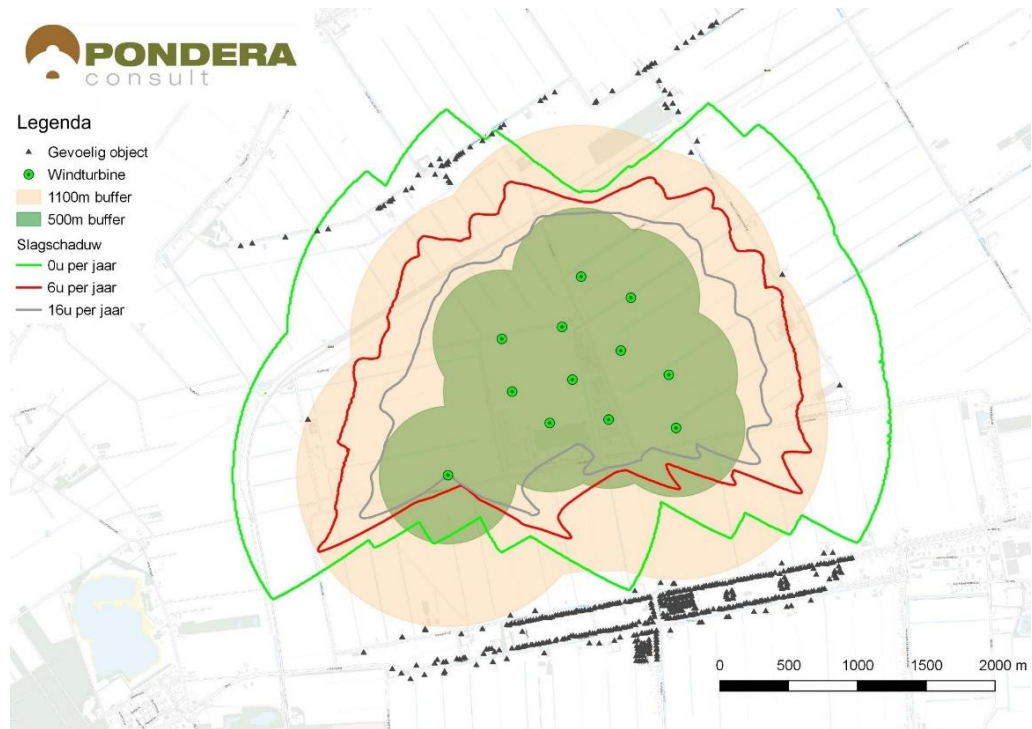 PONDERA
consult
Legenda
Gevoelig object
Windturbine
1100m buffer
500m buffer
Slagschaduw
0u per jaar
6u per jaar
16u per jaar
0 500 1000 1500 2000 m